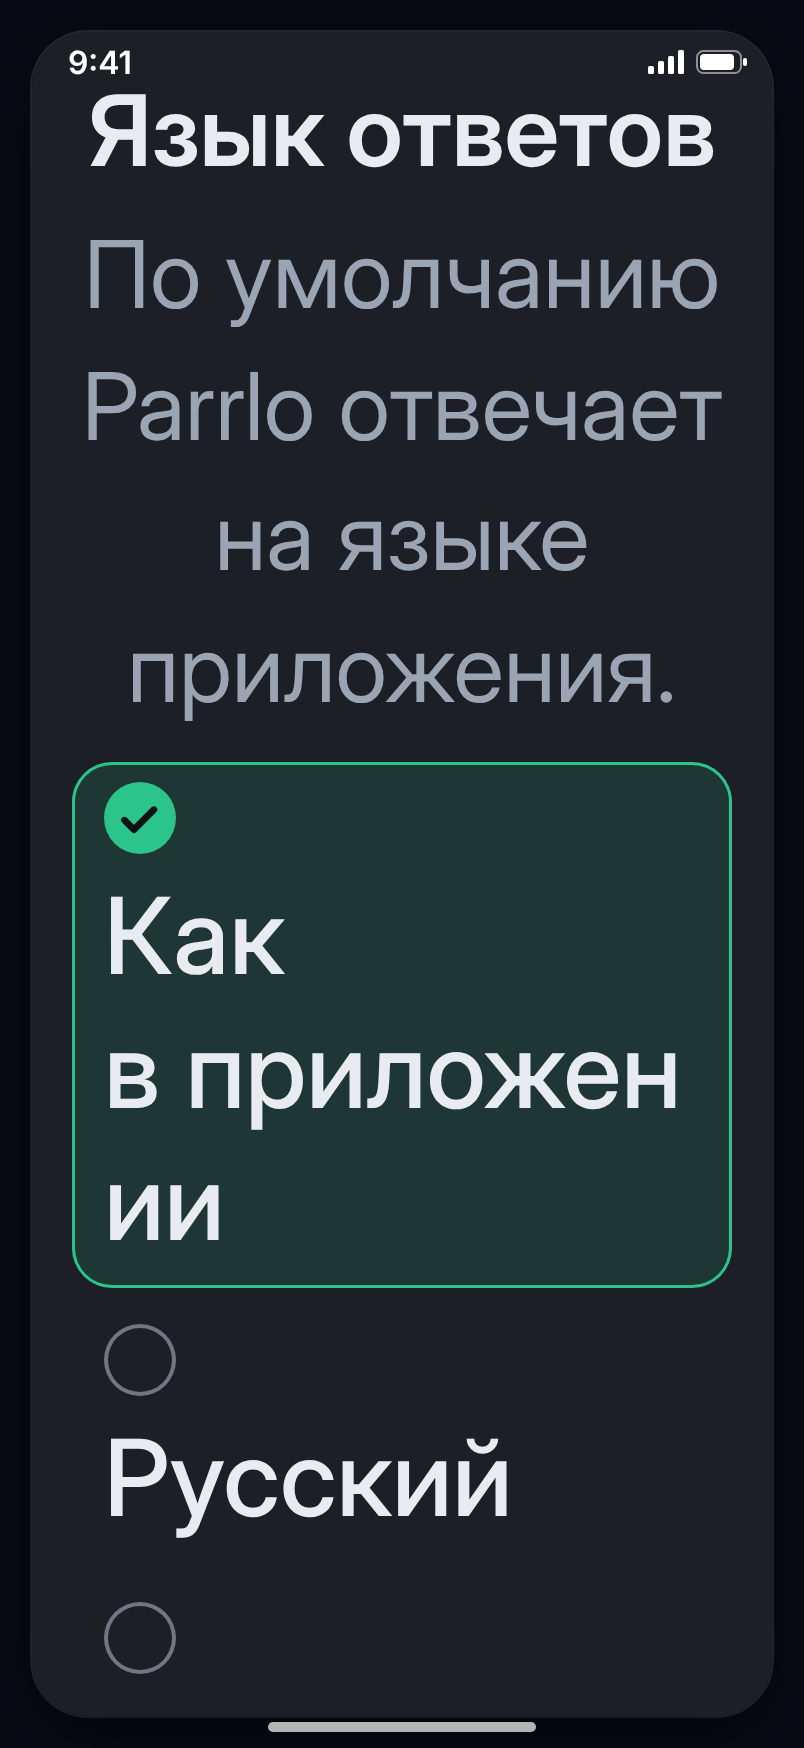 9:41
Язык ответов
По умолчанию
Parrlo отвечает
на языке
приложения.
Как
в приложен
ии
Русский